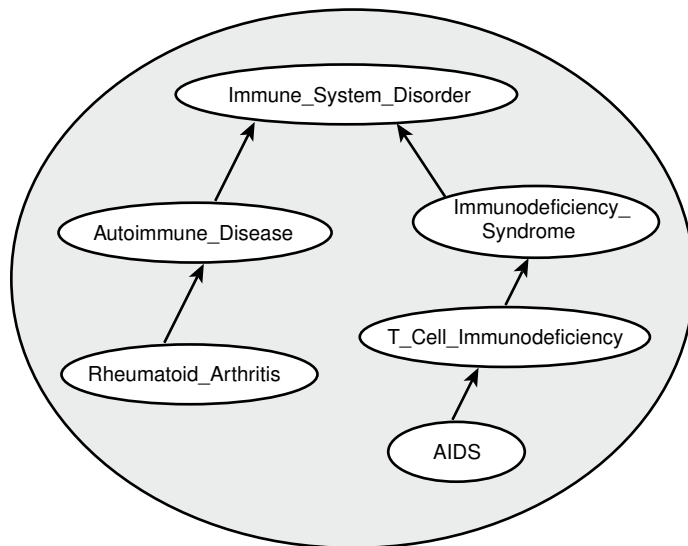 Immune_System_Disorder
Autoimmune_Disease
Immunodeficiency_
Syndrome
T_Cell_Immunodeficiency
Rheumatoid_Arthritis
AIDS